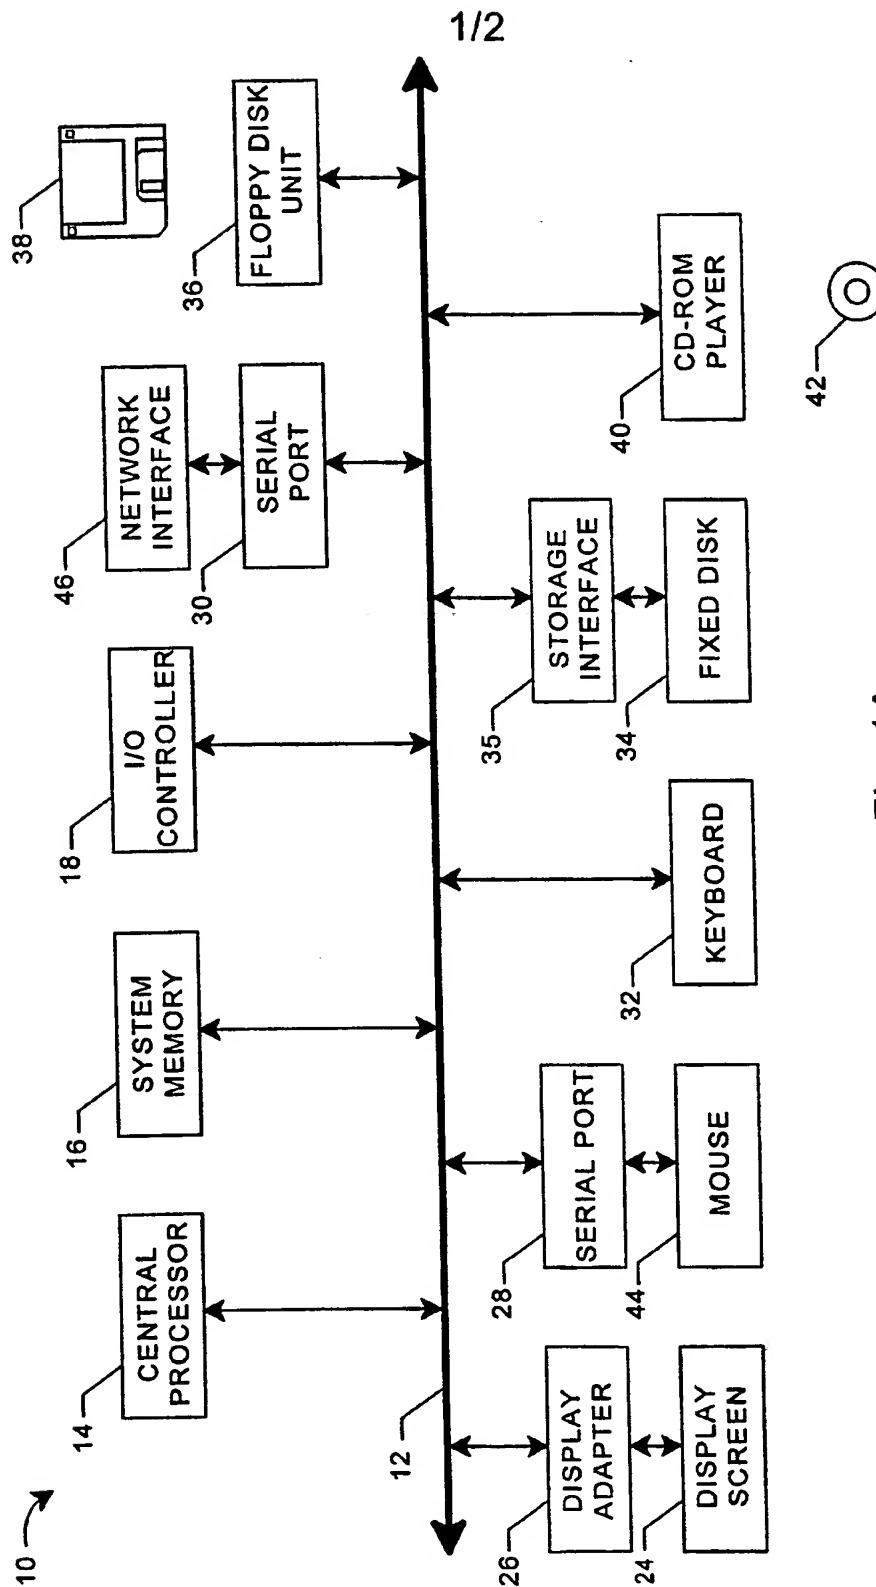 1/2
10
14
CENTRAL
PROCESSOR
16
SYSTEM
MEMORY
18
I/O
CONTROLLER
46
NETWORK
INTERFACE
30
SERIAL
PORT
38
36
FLOPPY DISK
UNIT
12
26
DISPLAY
ADAPTER
24
DISPLAY
SCREEN
28
SERIAL PORT
44
MOUSE
32
KEYBOARD
35
STORAGE
INTERFACE
34
FIXED DISK
40
CD-ROM
PLAYER
42